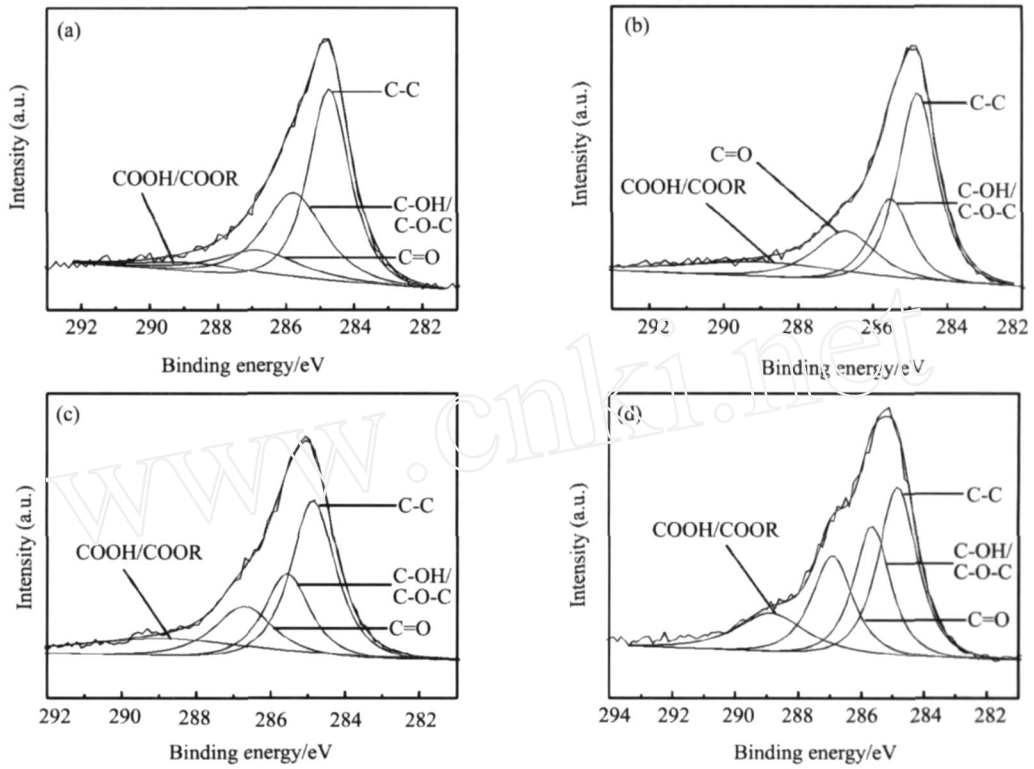 (a)
C-C
COOH/COOR
C-OH/
C-O-C
C=O
Intensity (a.u.)
292 290 288 286 284 282
Binding energy/eV
(b)
C-C
C=O
COOH/COOR
C-OH/
C-O-C
Intensity (a.u.)
292 290 288 286 284 282
Binding energy/eV
(c)
C-C
COOH/COOR
C-OH/
C-O-C
C=O
Intensity (a.u.)
292 290 288 286 284 282
Binding energy/eV
(d)
C-C
COOH/COOR
C-OH/
C-O-C
C=O
Intensity (a.u.)
294 292 290 288 286 284 282
Binding energy/eV
www.cnki.net